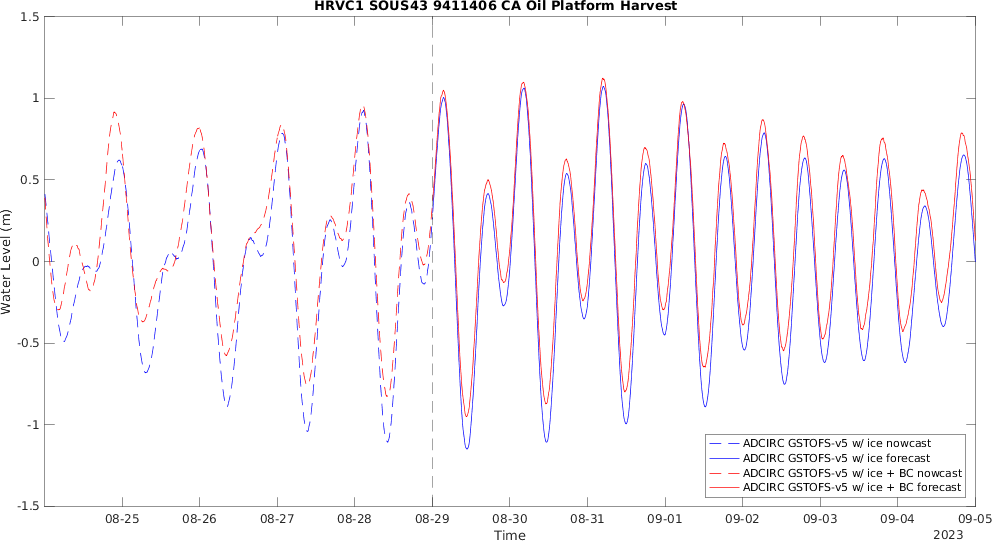 HRVC1 SOUS43 9411406 CA Oil Platform Harvest
1.5
1
0.5
0
-0.5
-1
-1.5
Water Level (m)
08-25 08-26 08-27 08-28 08-29 08-30 08-31 09-01 09-02 09-03 09-04 09-05
Time
2023
ADCIRC GSTOFS-v5 w/ ice nowcast
ADCIRC GSTOFS-v5 w/ ice forecast
ADCIRC GSTOFS-v5 w/ ice + BC nowcast
ADCIRC GSTOFS-v5 w/ ice + BC forecast